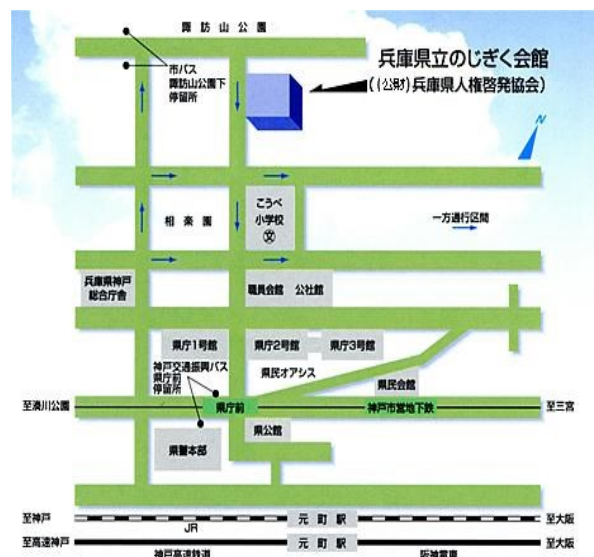 諏訪山公園
兵庫県立のじぎく会館
((公財)兵庫県人権啓発協会)
市バス
諏訪山公園下
停留所
N
相楽園
こうべ
小学校
文
一方通行区間
兵庫県神戸
総合庁舎
職員会館 公社館
県庁1号館
県庁2号館
県庁3号館
神戸交通振興バス
県庁前
停留所
県民オアシス
県民会館
至湊川公園
県庁前
神戸市営地下鉄
至三宮
県公館
県警本部
至神戸
JR
元町駅
至大阪
至高速神戸
神戸高速鉄道
元町駅
阪神電車
至大阪